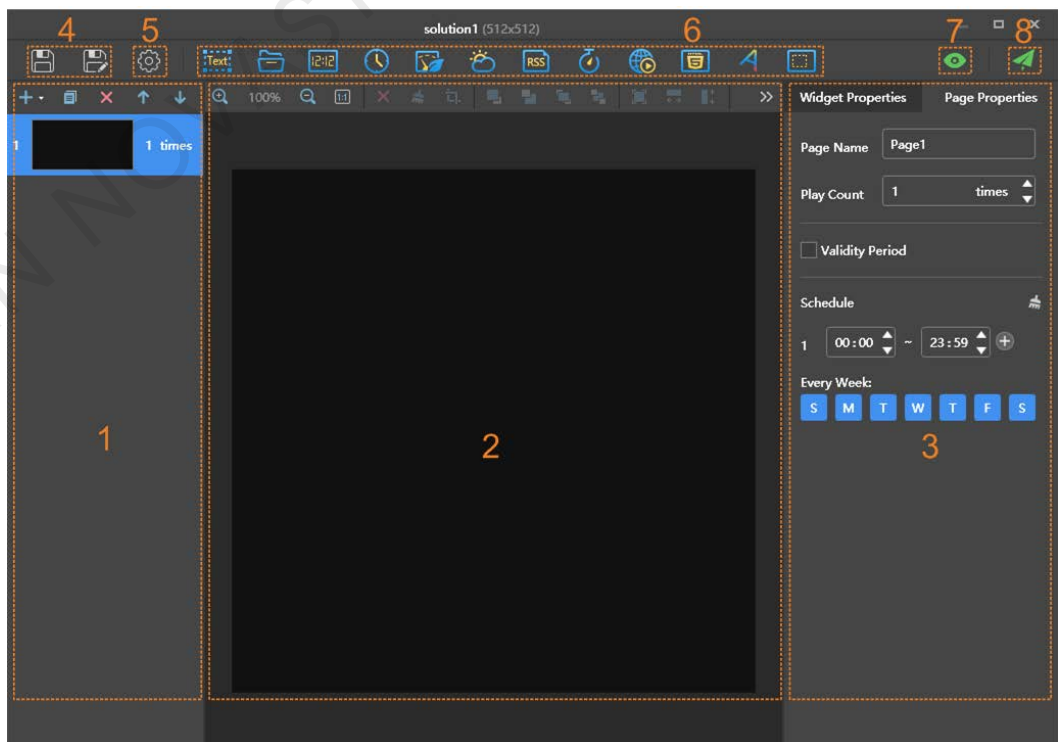 solution1 (512x512)
4 5 6 7 8
Text 12:12 RSS 5
100% 1:1 >>
Widget Properties Page Properties
1 1 times
Page Name Page1
Play Count 1 times
Validity Period
Schedule
1 00:00 ~ 23:59
Every Week:
S M T W T F S
1 2 3